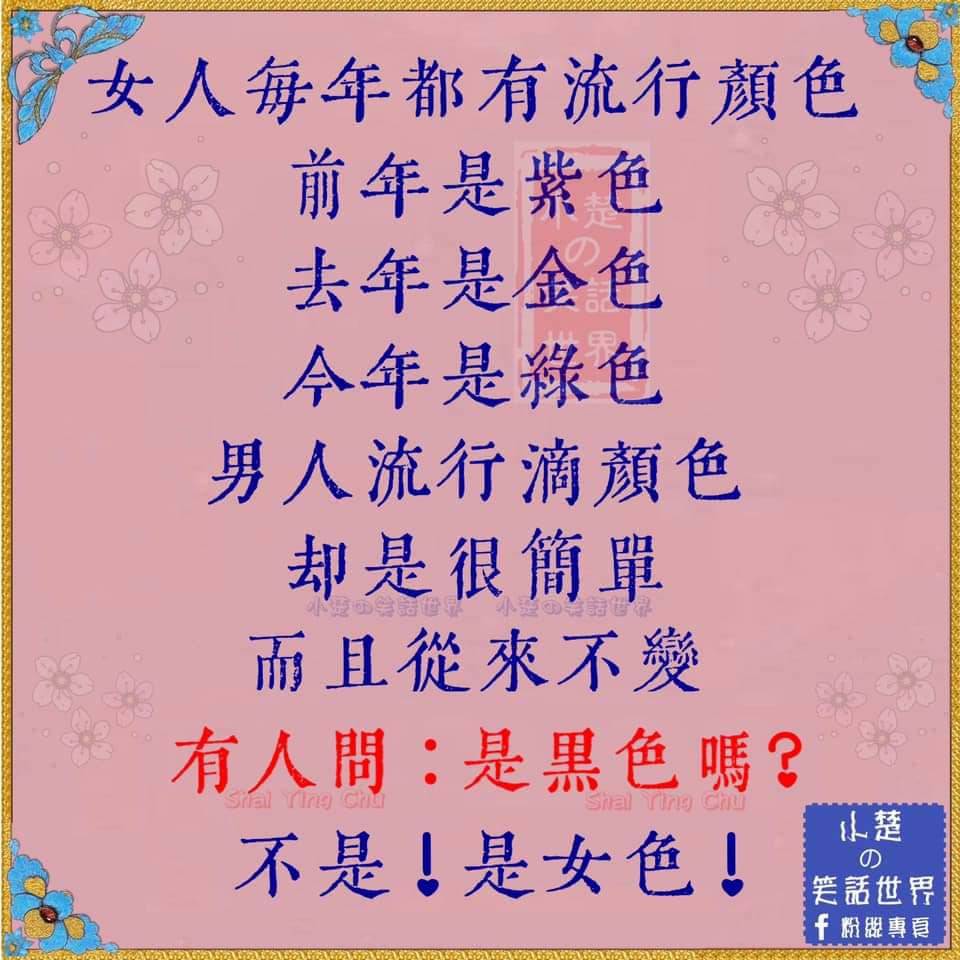 女人每年都有流行顏色
前年是紫色
去年是金色
今年是綠色
男人流行滴顏色
却是很簡單
小楚の笑話世界 小楚の笑話世界
而且從來不變
有人問：是黑色嗎？
Shai Ying Chu Shai Ying Chu
不是！是女色！
小楚
の
笑話世界
f 粉絲專頁
小楚
の
笑話
世界